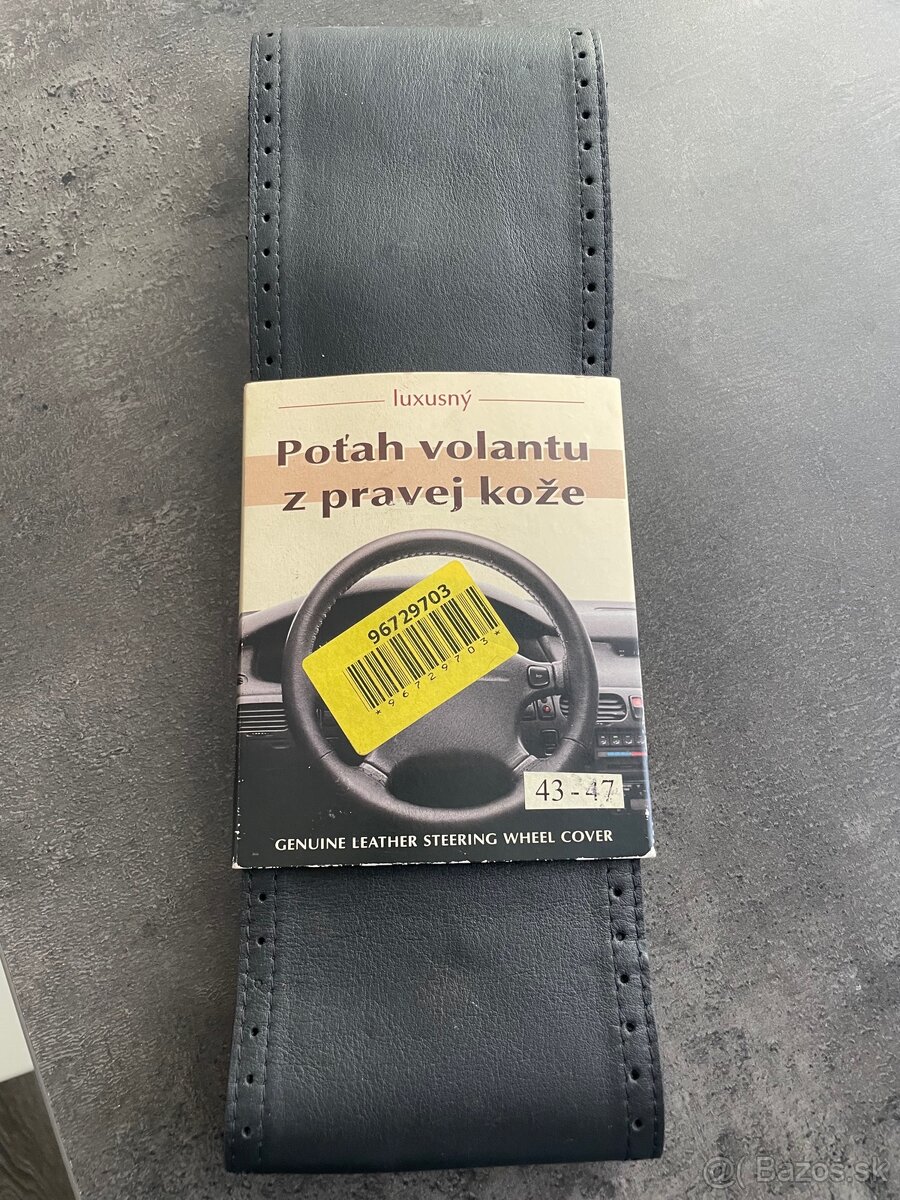 luxusný
Poťah volantu
z pravej kože
96729703
*96729703*
43 - 47
GENUINE LEATHER STEERING WHEEL COVER
@( Bazos.sk